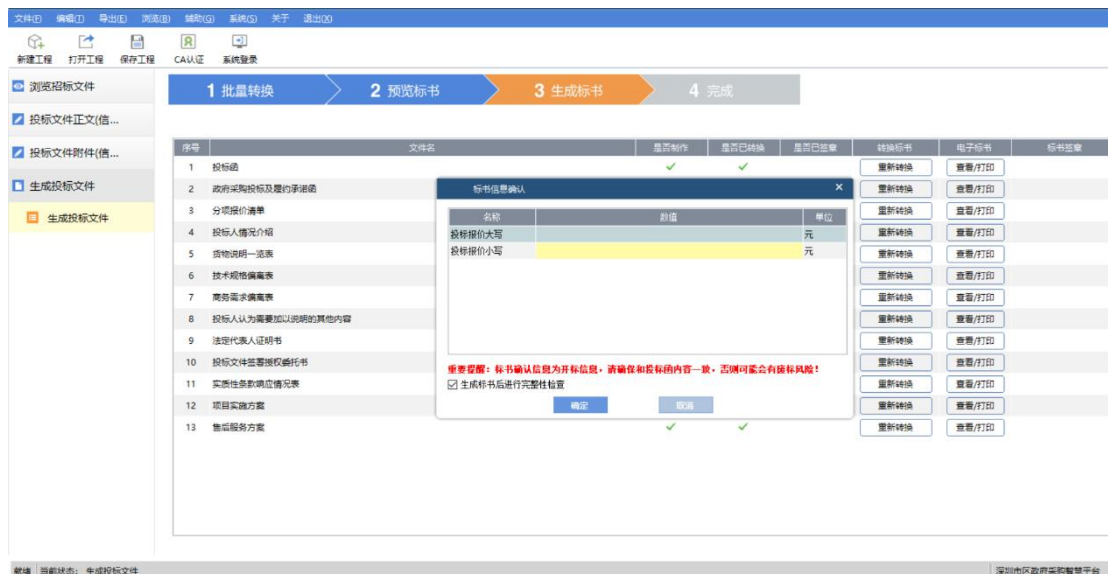 文件(F) 编辑(T) 导出(E) 浏览(B) 辅助(G) 系统(S) 关于 退出(X)
新建工程 打开工程 保存工程 CA认证 系统登录
浏览招标文件
投标文件正文(信...
投标文件附件(信...
生成投标文件
生成投标文件
1 批量转换 2 预览标书 3 生成标书 4 完成
序号 文件名 是否制作 是否已转换 是否已签章 转换标书 电子标书 标书签章
1 投标函 重新转换 查看/打印
2 政府采购投标及履约承诺函 重新转换 查看/打印
3 分项报价清单 重新转换 查看/打印
4 投标人情况介绍 重新转换 查看/打印
5 货物说明一览表 重新转换 查看/打印
6 技术规格偏离表 重新转换 查看/打印
7 商务需求偏离表 重新转换 查看/打印
8 投标人认为需要加以说明的其他内容 重新转换 查看/打印
9 法定代表人证明书 重新转换 查看/打印
10 投标文件签署授权委托书 重新转换 查看/打印
11 实质性条款响应情况表 重新转换 查看/打印
12 项目实施方案 重新转换 查看/打印
13 售后服务方案 重新转换 查看/打印
标书信息确认 ×
名称 数值 单位
投标报价大写 元
投标报价小写 元
重要提醒：标书确认信息为开标信息，请确保和投标函内容一致，否则可能会有废标风险！
生成标书后进行完整性检查
确定 取消
就绪 当前状态： 生成投标文件 深圳市区政府采购智慧平台